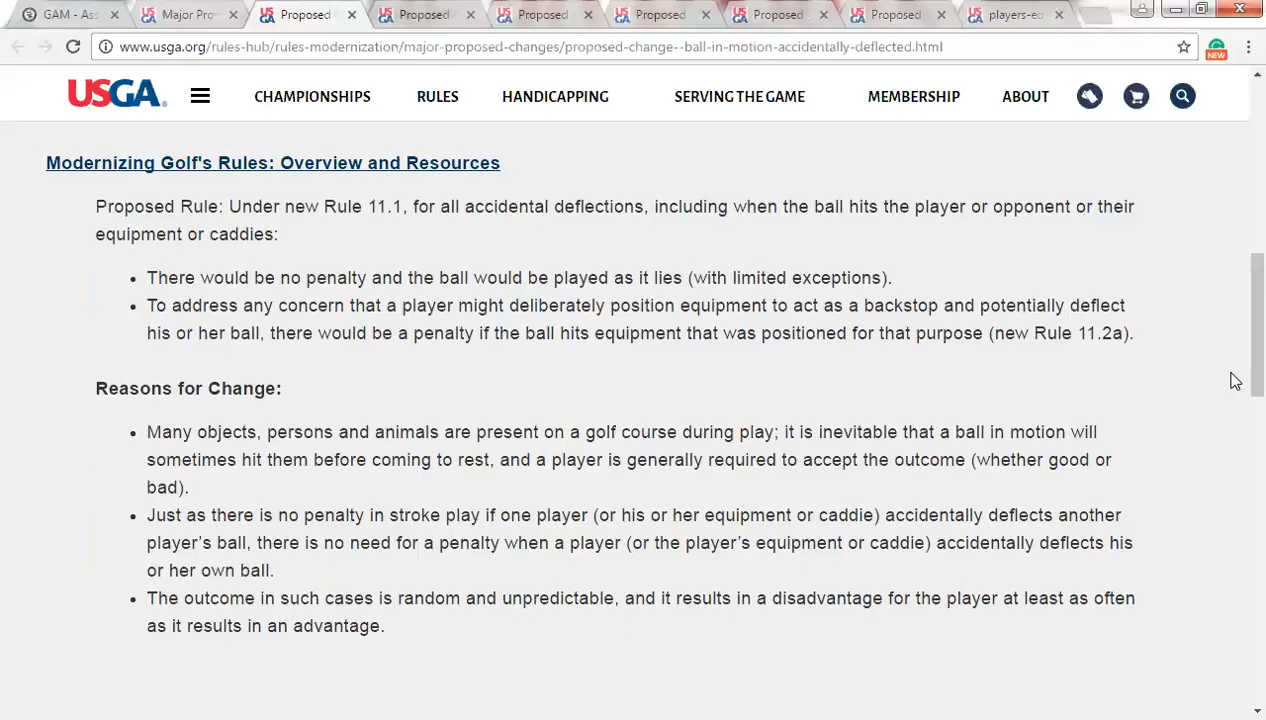 GAM - Ass
Major Pro
Proposed
Proposed
Proposed
Proposed
Proposed
Proposed
players-ed
www.usga.org/rules-hub/rules-modernization/major-proposed-changes/proposed-change--ball-in-motion-accidentally-deflected.html
NEW
USGA
CHAMPIONSHIPS RULES HANDICAPPING SERVING THE GAME MEMBERSHIP ABOUT
Modernizing Golf's Rules: Overview and Resources
Proposed Rule: Under new Rule 11.1, for all accidental deflections, including when the ball hits the player or opponent or their
equipment or caddies:
• There would be no penalty and the ball would be played as it lies (with limited exceptions).
• To address any concern that a player might deliberately position equipment to act as a backstop and potentially deflect
his or her ball, there would be a penalty if the ball hits equipment that was positioned for that purpose (new Rule 11.2a).
Reasons for Change:
• Many objects, persons and animals are present on a golf course during play; it is inevitable that a ball in motion will
sometimes hit them before coming to rest, and a player is generally required to accept the outcome (whether good or
bad).
• Just as there is no penalty in stroke play if one player (or his or her equipment or caddie) accidentally deflects another
player’s ball, there is no need for a penalty when a player (or the player’s equipment or caddie) accidentally deflects his
or her own ball.
• The outcome in such cases is random and unpredictable, and it results in a disadvantage for the player at least as often
as it results in an advantage.